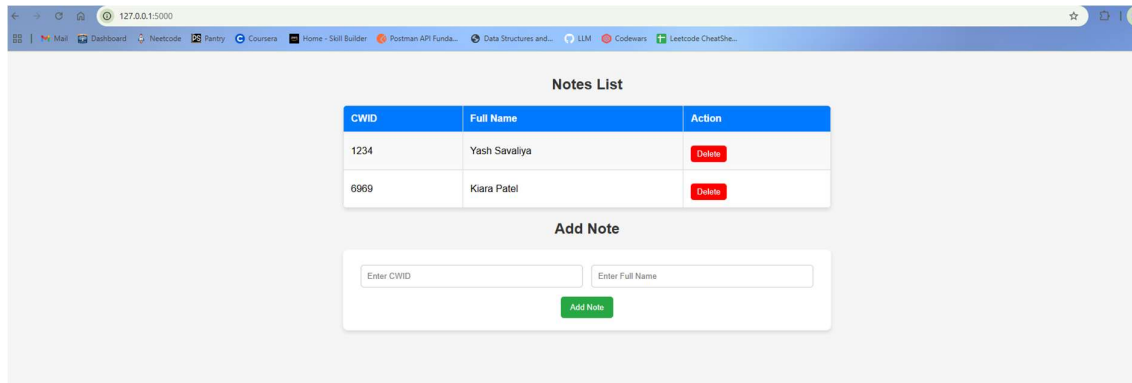 127.0.0.1:5000
Mail Dashboard Neetcode Pantry Coursera Home - Skill Builder Postman API Funda... Data Structures and... LLM Codewars Leetcode CheatShe...
Notes List
CWID Full Name Action
1234 Yash Savaliya Delete
6969 Kiara Patel Delete
Add Note
Enter CWID Enter Full Name
Add Note